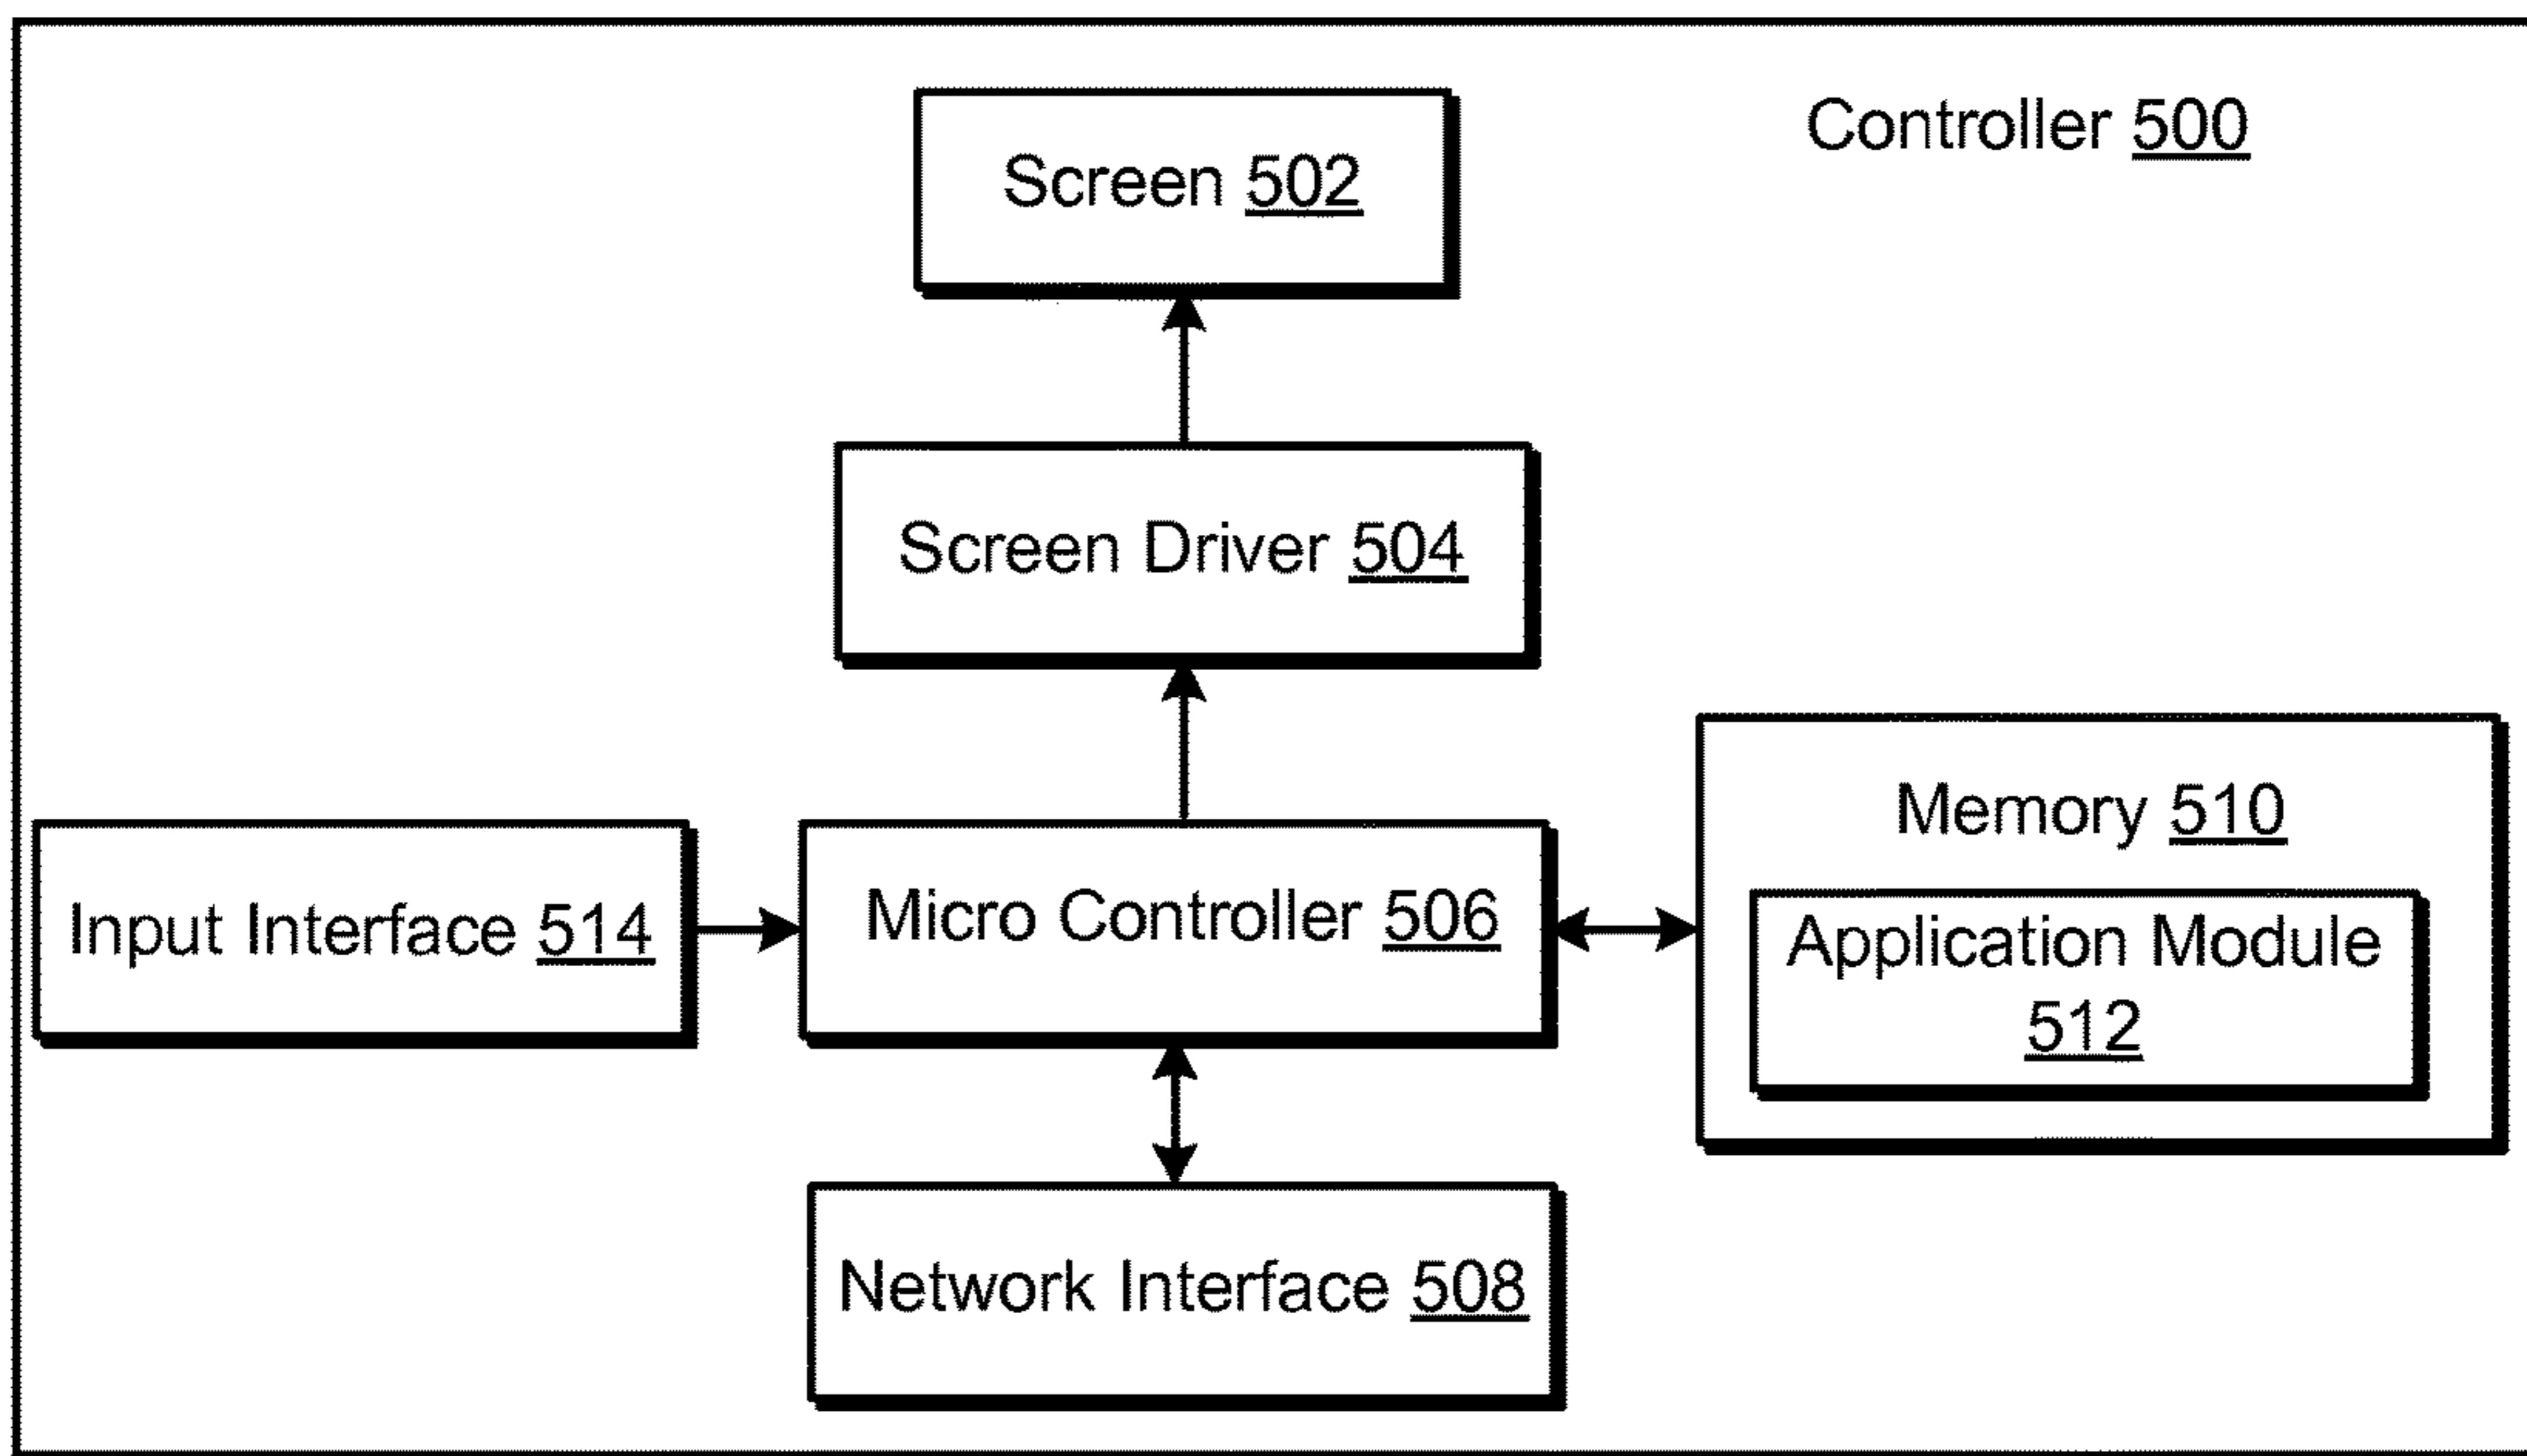 Controller 500
Screen 502
Screen Driver 504
Memory 510
Input Interface 514
Micro Controller 506
Application Module
512
Network Interface 508